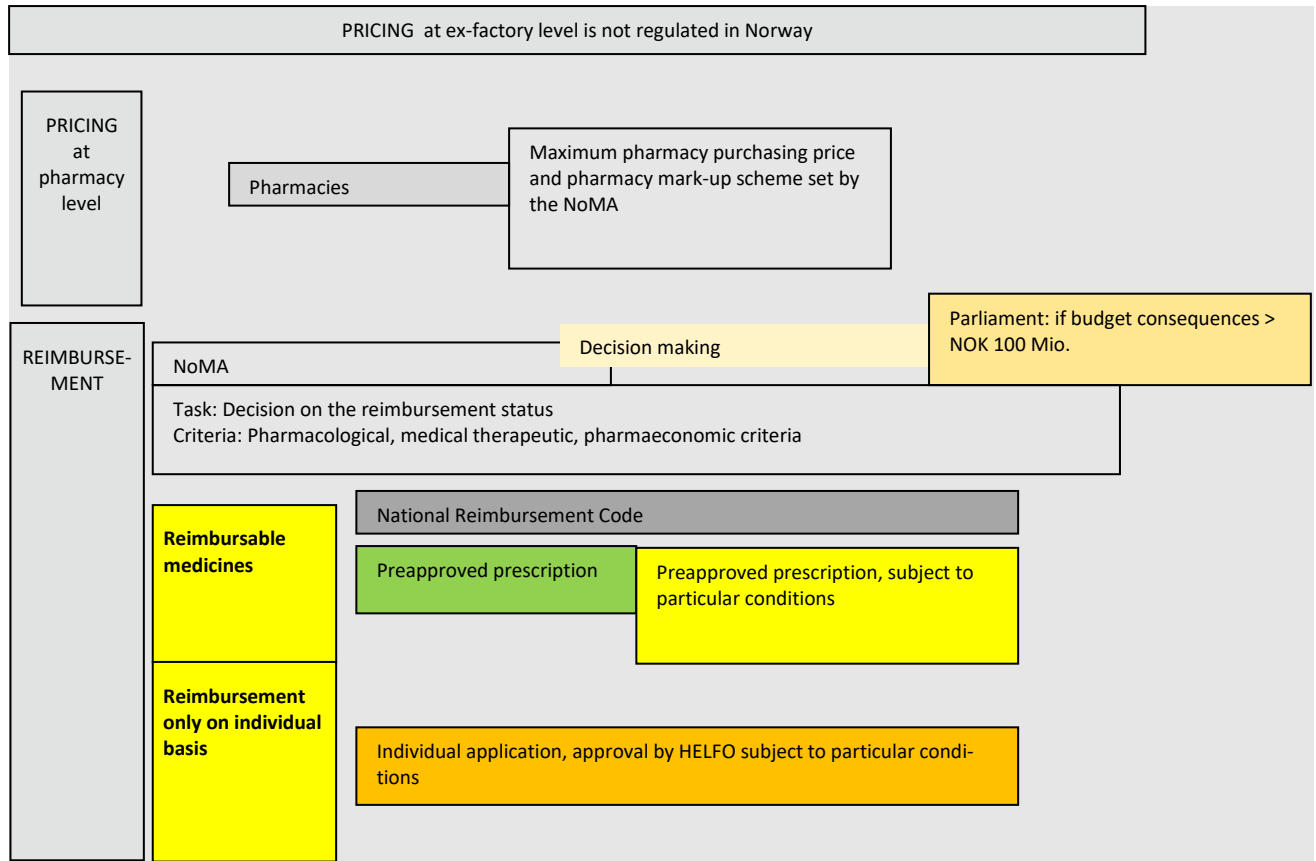 PRICING at ex-factory level is not regulated in Norway
PRICING
at
pharmacy
level
Pharmacies
Maximum pharmacy purchasing price
and pharmacy mark-up scheme set by
the NoMA
REIMBURSE-
MENT
NoMA
Decision making
Parliament: if budget consequences >
NOK 100 Mio.
Task: Decision on the reimbursement status
Criteria: Pharmacological, medical therapeutic, pharmaeconomic criteria
Reimbursable
medicines
National Reimbursement Code
Preapproved prescription
Preapproved prescription, subject to
particular conditions
Reimbursement
only on individual
basis
Individual application, approval by HELFO subject to particular condi-
tions